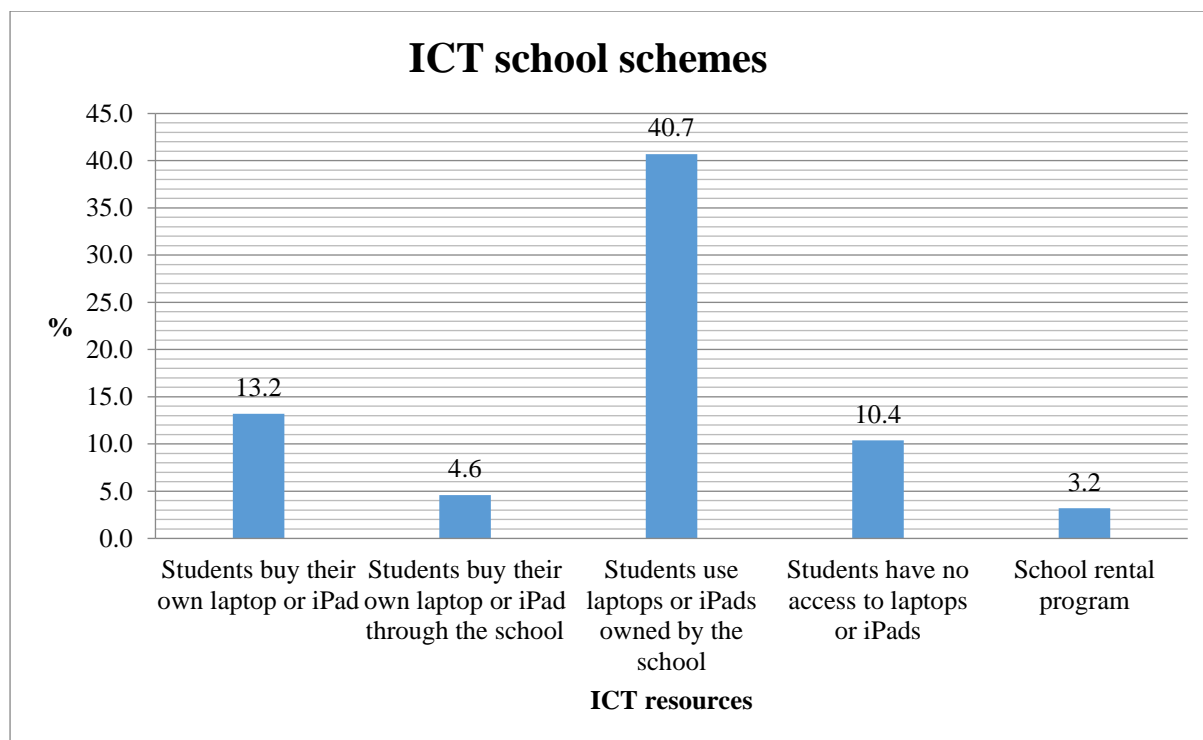 ICT school schemes
45.0
40.0
35.0
30.0
25.0
20.0
15.0
10.0
5.0
0.0
%
13.2
4.6
40.7
10.4
3.2
Students buy their
own laptop or iPad
Students buy their
own laptop or iPad
through the school
Students use
laptops or iPads
owned by the
school
Students have no
access to laptops
or iPads
School rental
program
ICT resources